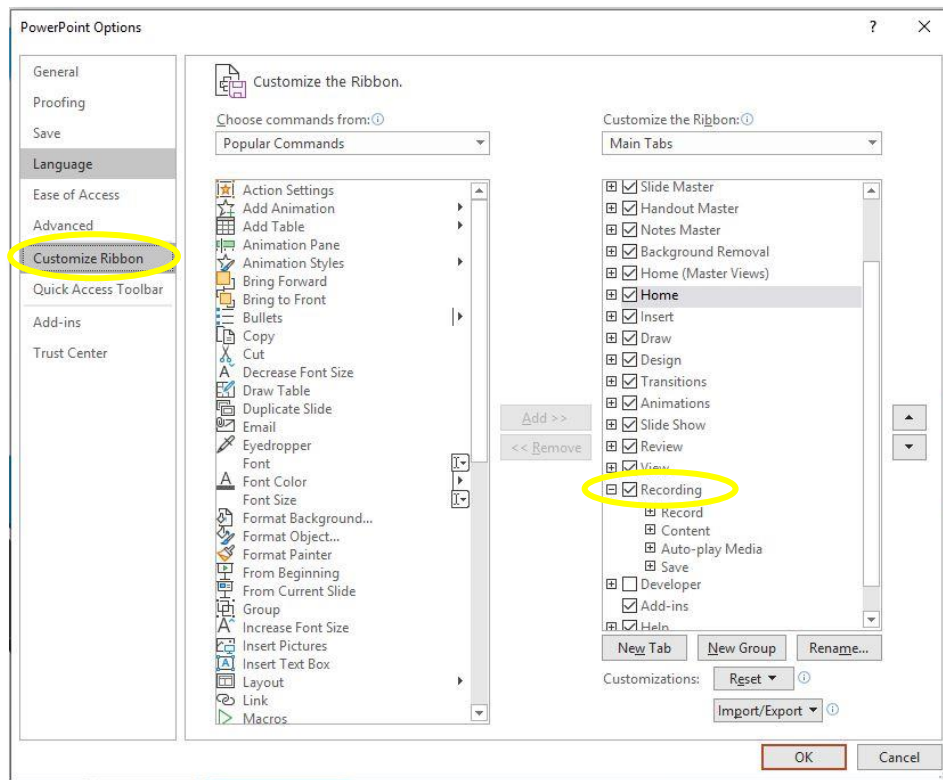 PowerPoint Options
?
General
Proofing
Save
Language
Ease of Access
Advanced
Customize Ribbon
Quick Access Toolbar
Add-ins
Trust Center
Customize the Ribbon.
Choose commands from:
Popular Commands
Action Settings
Add Animation
Add Table
Animation Pane
Animation Styles
Bring Forward
Bring to Front
Bullets
Copy
Cut
Decrease Font Size
Draw Table
Duplicate Slide
Email
Eyedropper
Font
Font Color
Font Size
Format Background...
Format Object...
Format Painter
From Beginning
From Current Slide
Group
Increase Font Size
Insert Pictures
Insert Text Box
Layout
Link
Macros
Add >>
<< Remove
Customize the Ribbon:
Main Tabs
Slide Master
Handout Master
Notes Master
Background Removal
Home (Master Views)
Home
Insert
Draw
Design
Transitions
Animations
Slide Show
Review
View
Recording
Record
Content
Auto-play Media
Save
Developer
Add-ins
Help
New Tab
New Group
Rename...
Customizations:
Reset
Import/Export
OK
Cancel